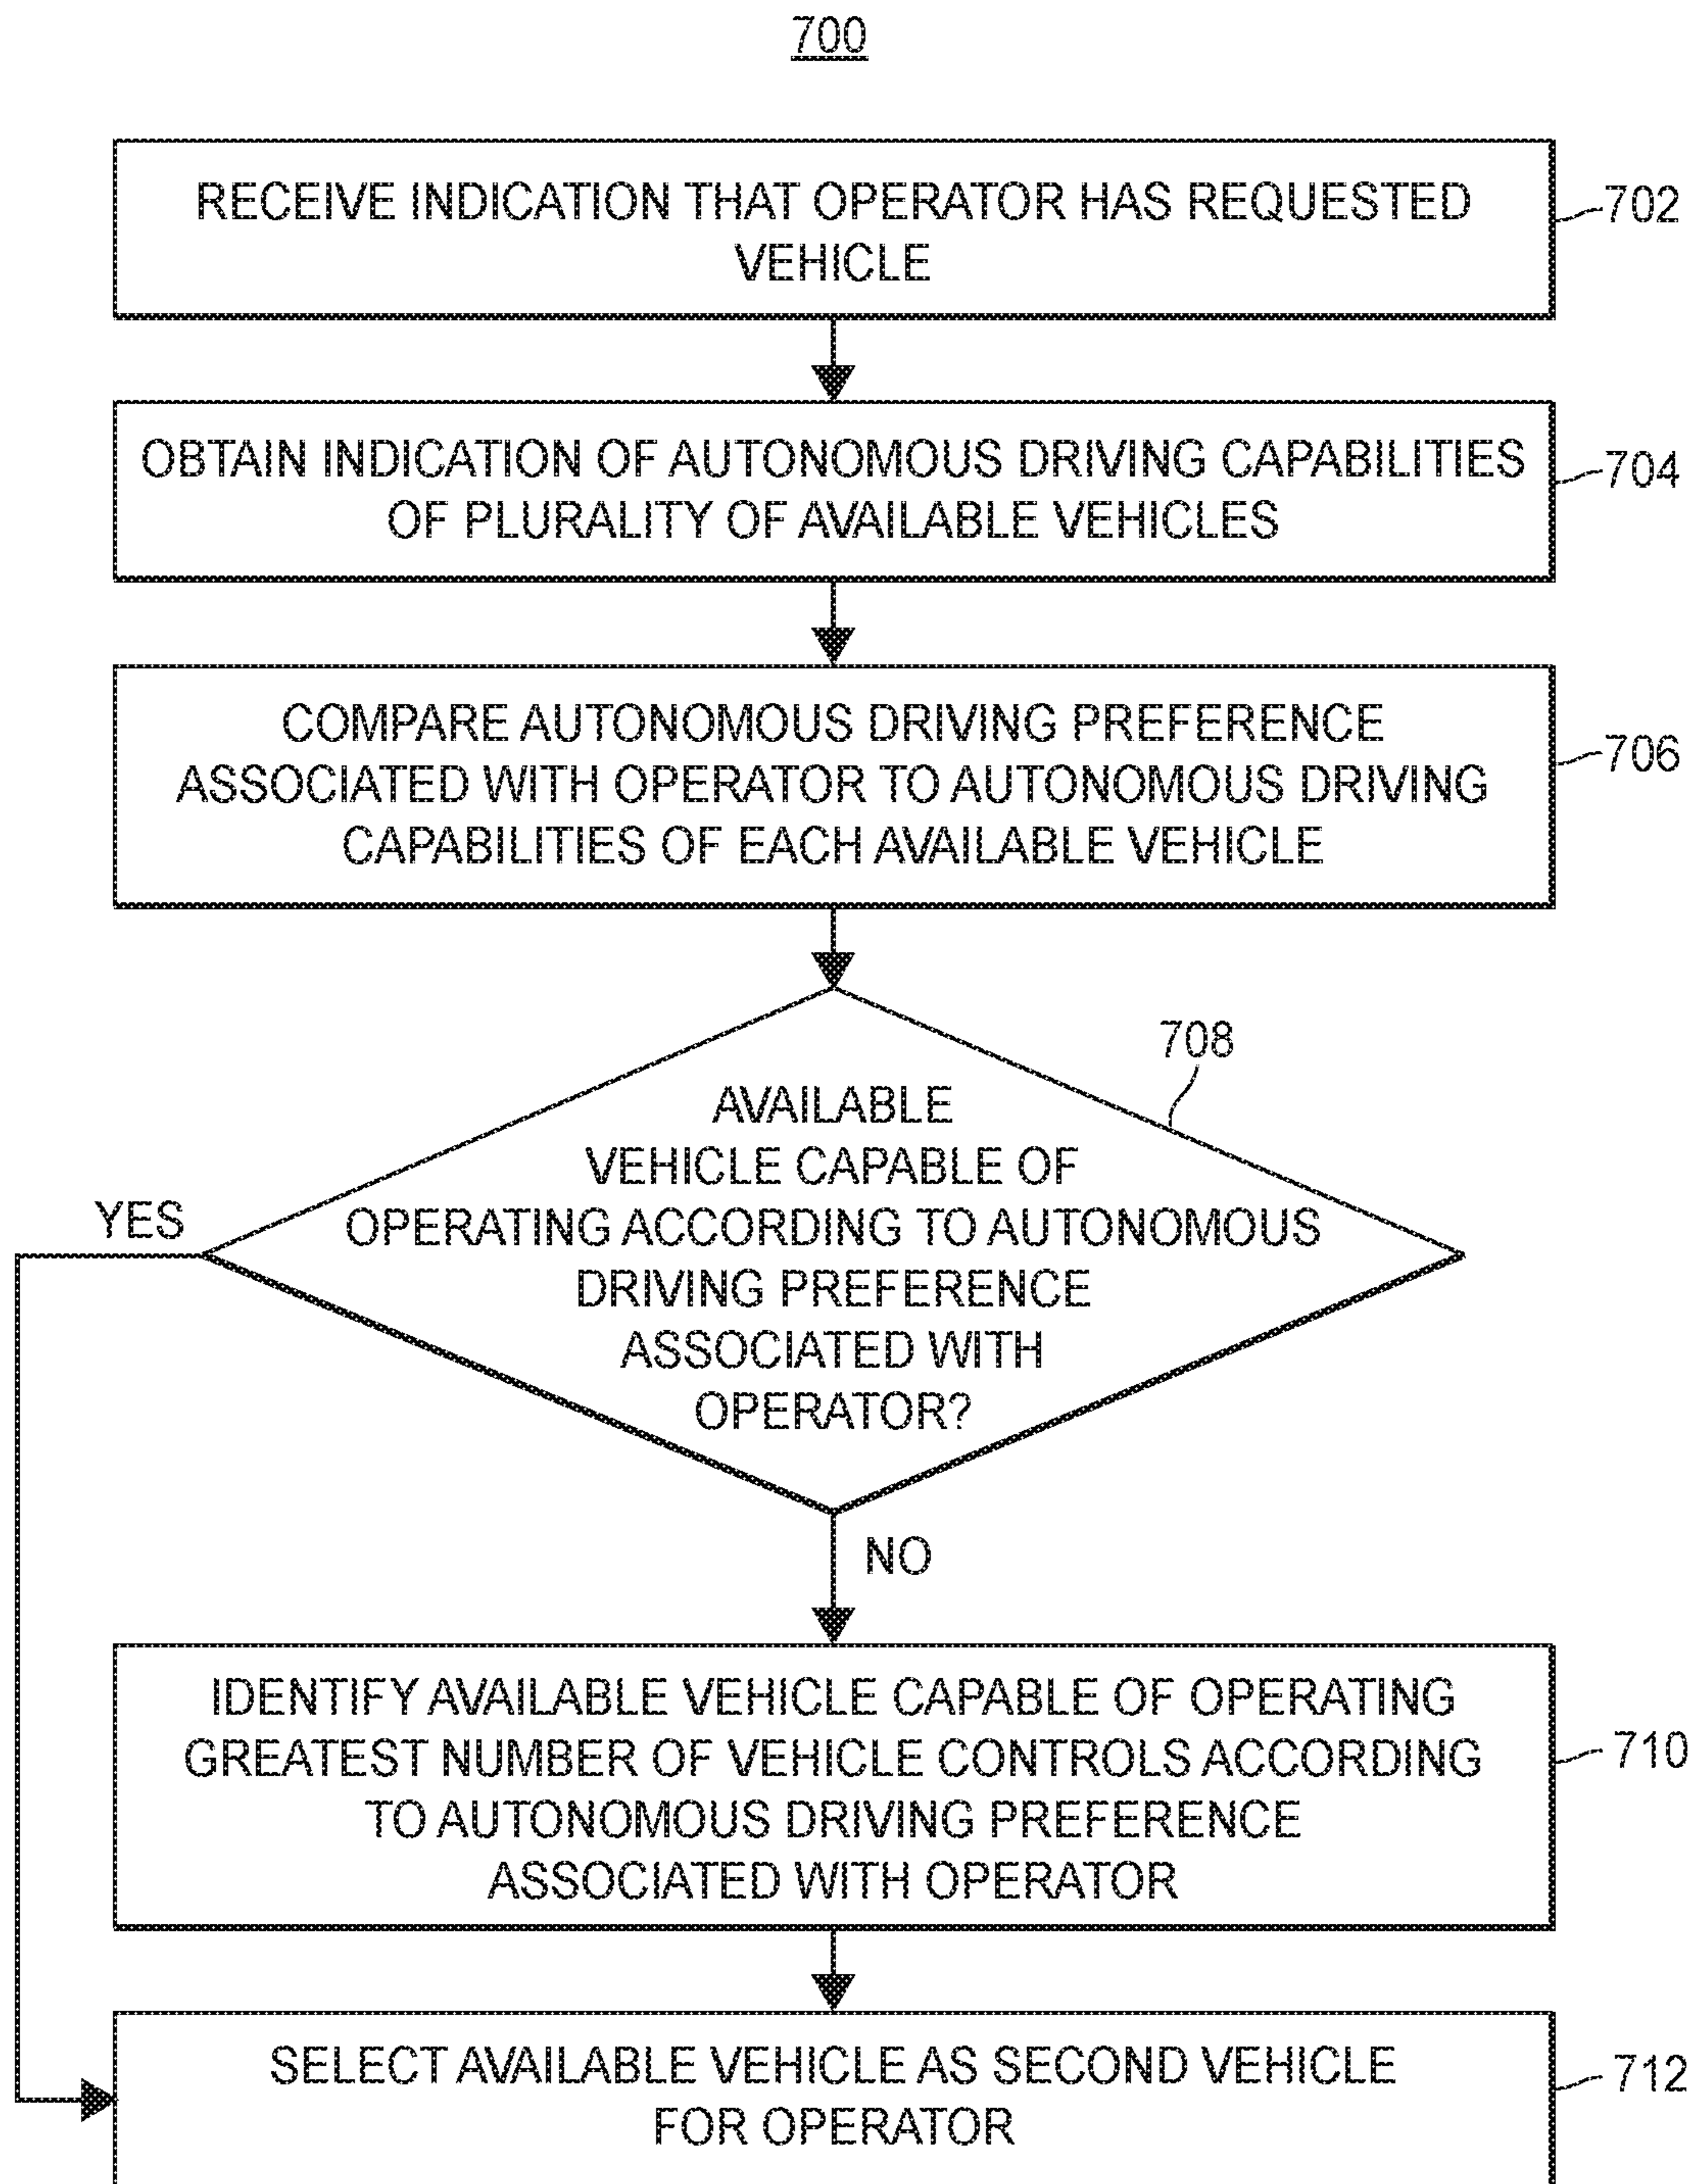 700
RECEIVE INDICATION THAT OPERATOR HAS REQUESTED
VEHICLE
702
OBTAIN INDICATION OF AUTONOMOUS DRIVING CAPABILITIES
OF PLURALITY OF AVAILABLE VEHICLES
704
COMPARE AUTONOMOUS DRIVING PREFERENCE
ASSOCIATED WITH OPERATOR TO AUTONOMOUS DRIVING
CAPABILITIES OF EACH AVAILABLE VEHICLE
706
708
AVAILABLE
VEHICLE CAPABLE OF
OPERATING ACCORDING TO AUTONOMOUS
DRIVING PREFERENCE
ASSOCIATED WITH
OPERATOR?
YES
NO
IDENTIFY AVAILABLE VEHICLE CAPABLE OF OPERATING
GREATEST NUMBER OF VEHICLE CONTROLS ACCORDING
TO AUTONOMOUS DRIVING PREFERENCE
ASSOCIATED WITH OPERATOR
710
SELECT AVAILABLE VEHICLE AS SECOND VEHICLE
FOR OPERATOR
712